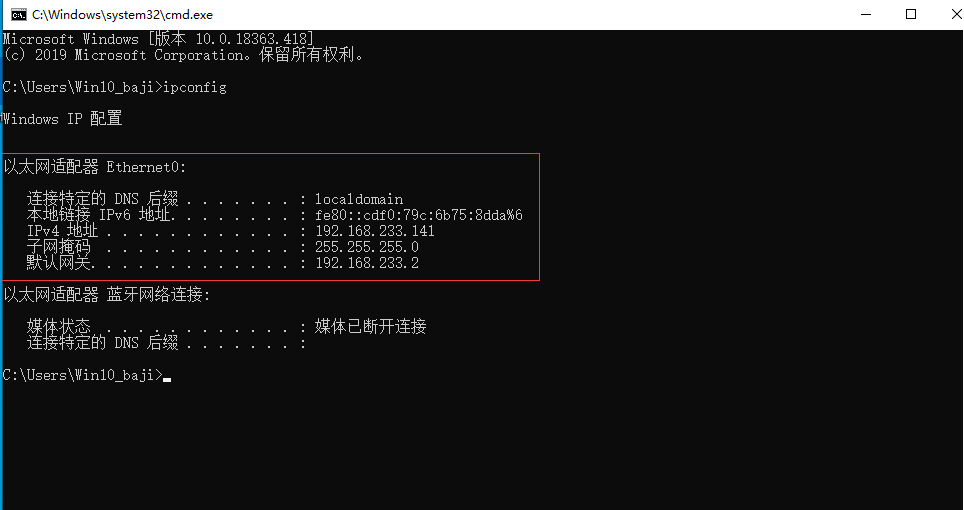 C:\Windows\system32\cmd.exe
Microsoft Windows [版本 10.0.18363.418]
(c) 2019 Microsoft Corporation。保留所有权利。
C:\Users\Win10_baji>ipconfig
Windows IP 配置
以太网适配器 Ethernet0:
连接特定的 DNS 后缀 . . . . . . . : localdomain
本地链接 IPv6 地址. . . . . . . . : fe80::cdf0:79c:6b75:8dda%6
IPv4 地址 . . . . . . . . . . . . : 192.168.233.141
子网掩码  . . . . . . . . . . . . : 255.255.255.0
默认网关. . . . . . . . . . . . . : 192.168.233.2
以太网适配器 蓝牙网络连接:
媒体状态  . . . . . . . . . . . . : 媒体已断开连接
连接特定的 DNS 后缀 . . . . . . . :
C:\Users\Win10_baji>